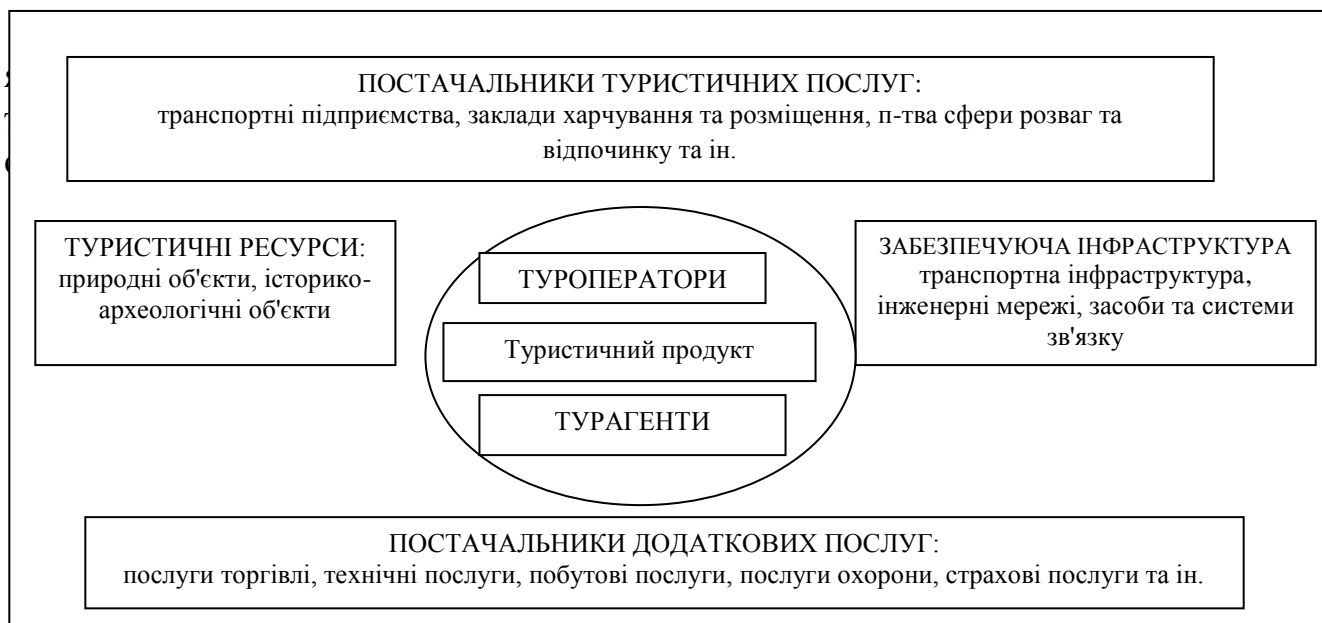 ПОСТАЧАЛЬНИКИ ТУРИСТИЧНИХ ПОСЛУГ:
транспортні підприємства, заклади харчування та розміщення, п-тва сфери розваг та
відпочинку та ін.
ТУРИСТИЧНІ РЕСУРСИ:
природні об'єкти, історико-
археологічні об'єкти
ТУРОПЕРАТОРИ
Туристичний продукт
ТУРАГЕНТИ
ЗАБЕЗПЕЧУЮЧА ІНФРАСТРУКТУРА
транспортна інфраструктура,
інженерні мережі, засоби та системи
зв'язку
ПОСТАЧАЛЬНИКИ ДОДАТКОВИХ ПОСЛУГ:
послуги торгівлі, технічні послуги, побутові послуги, послуги охорони, страхові послуги та ін.